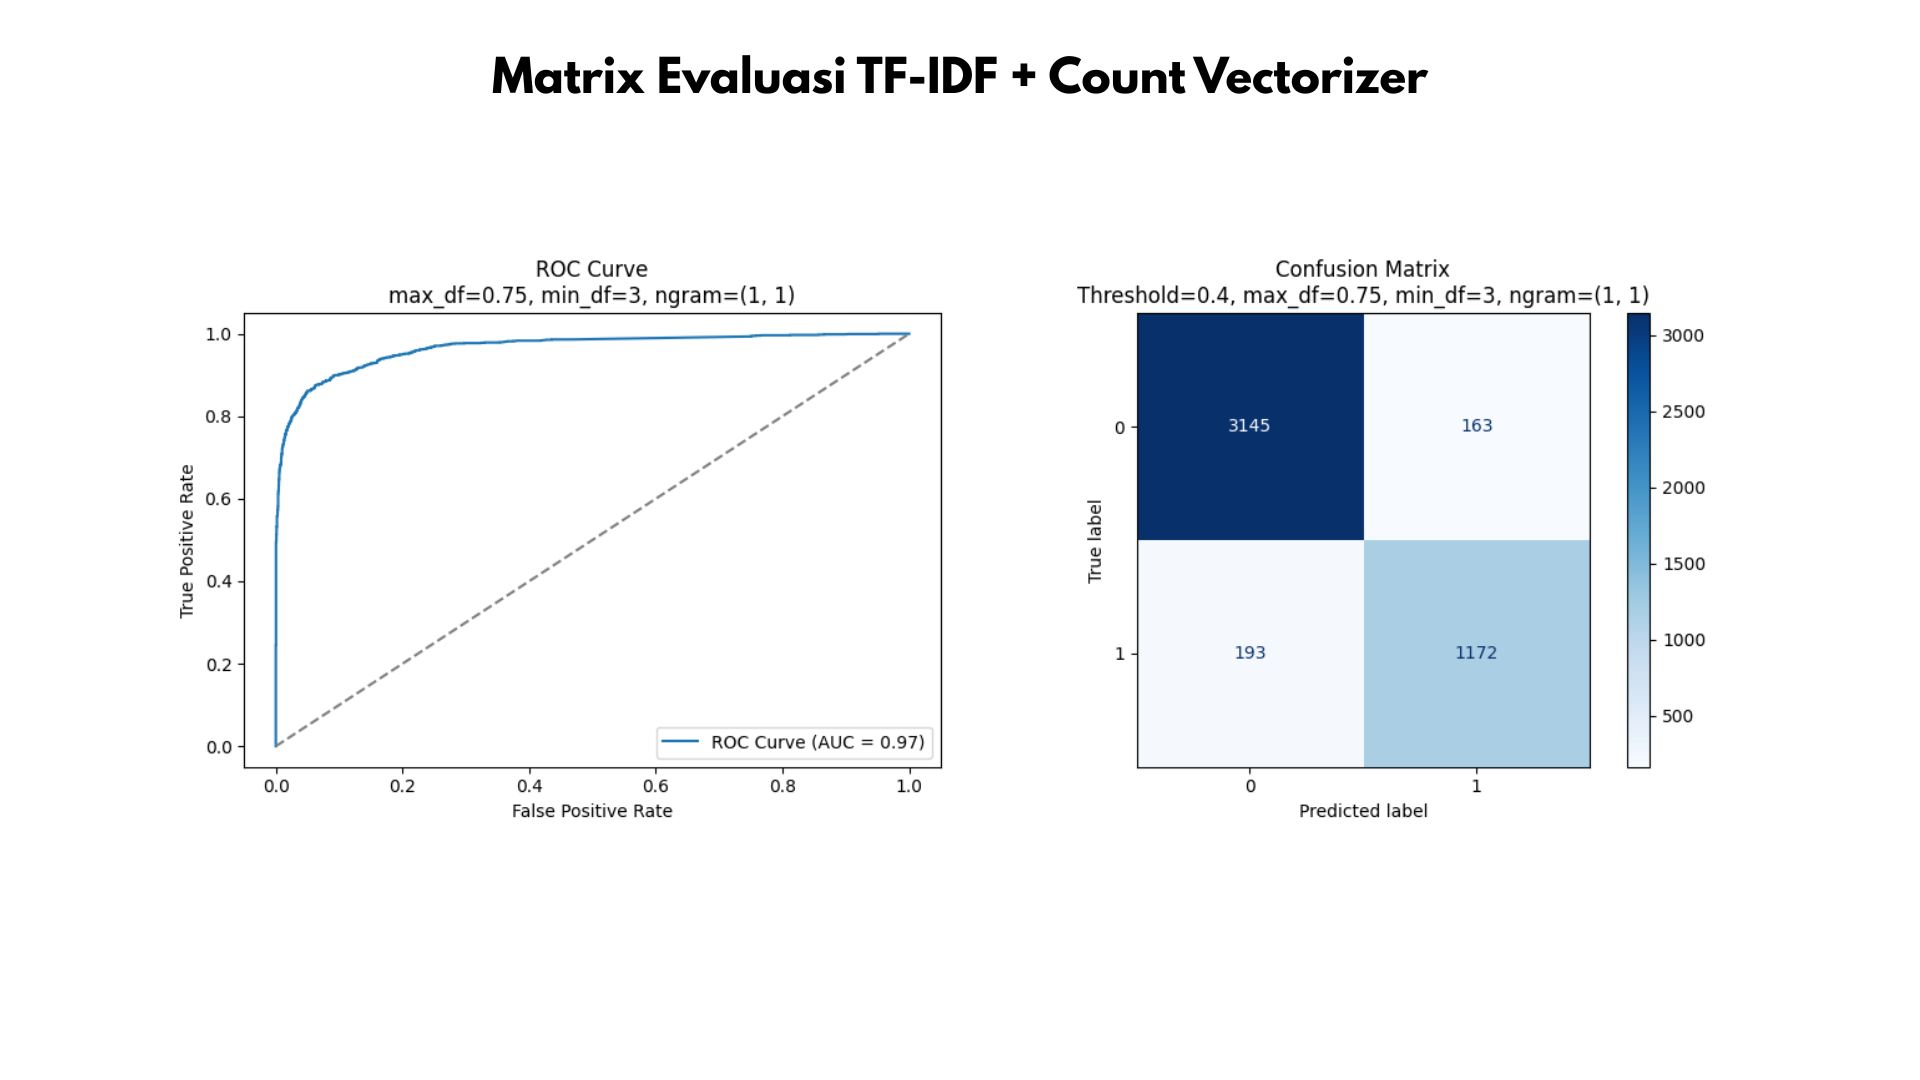 Matrix Evaluasi TF-IDF + Count Vectorizer
ROC Curve
max_df=0.75, min_df=3, ngram=(1, 1)
1.0
0.8
0.6
0.4
0.2
0.0
True Positive Rate
0.0 0.2 0.4 0.6 0.8 1.0
False Positive Rate
ROC Curve (AUC = 0.97)
Confusion Matrix
Threshold=0.4, max_df=0.75, min_df=3, ngram=(1, 1)
True label
0
3145 163
1
193 1172
0 1
Predicted label
3000
2500
2000
1500
1000
500